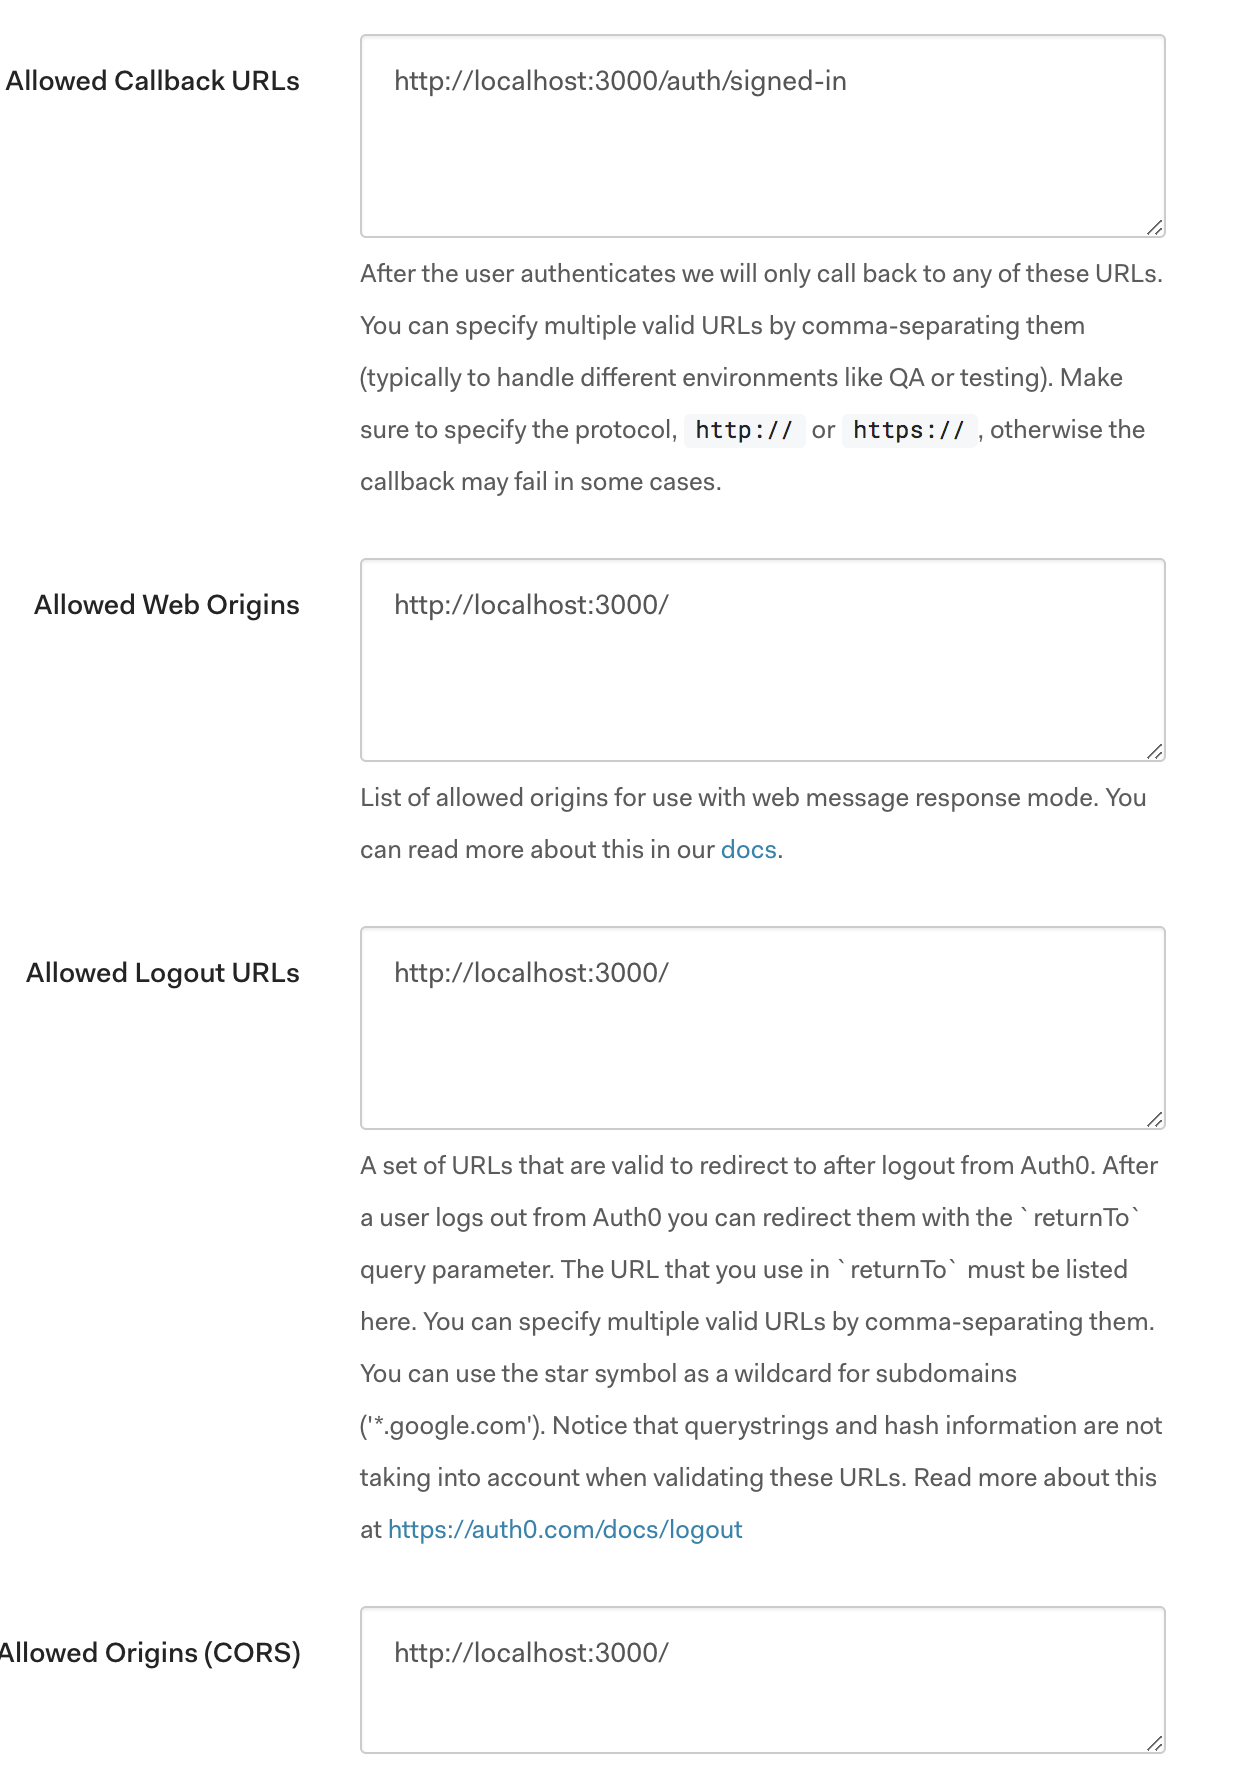 Allowed Callback URLs
http://localhost:3000/auth/signed-in
After the user authenticates we will only call back to any of these URLs.
You can specify multiple valid URLs by comma-separating them
(typically to handle different environments like QA or testing). Make
sure to specify the protocol, http:// or https:// , otherwise the
callback may fail in some cases.
Allowed Web Origins
http://localhost:3000/
List of allowed origins for use with web message response mode. You
can read more about this in our docs.
Allowed Logout URLs
http://localhost:3000/
A set of URLs that are valid to redirect to after logout from Auth0. After
a user logs out from Auth0 you can redirect them with the `returnTo`
query parameter. The URL that you use in `returnTo` must be listed
here. You can specify multiple valid URLs by comma-separating them.
You can use the star symbol as a wildcard for subdomains
('*.google.com'). Notice that querystrings and hash information are not
taking into account when validating these URLs. Read more about this
at https://auth0.com/docs/logout
Allowed Origins (CORS)
http://localhost:3000/